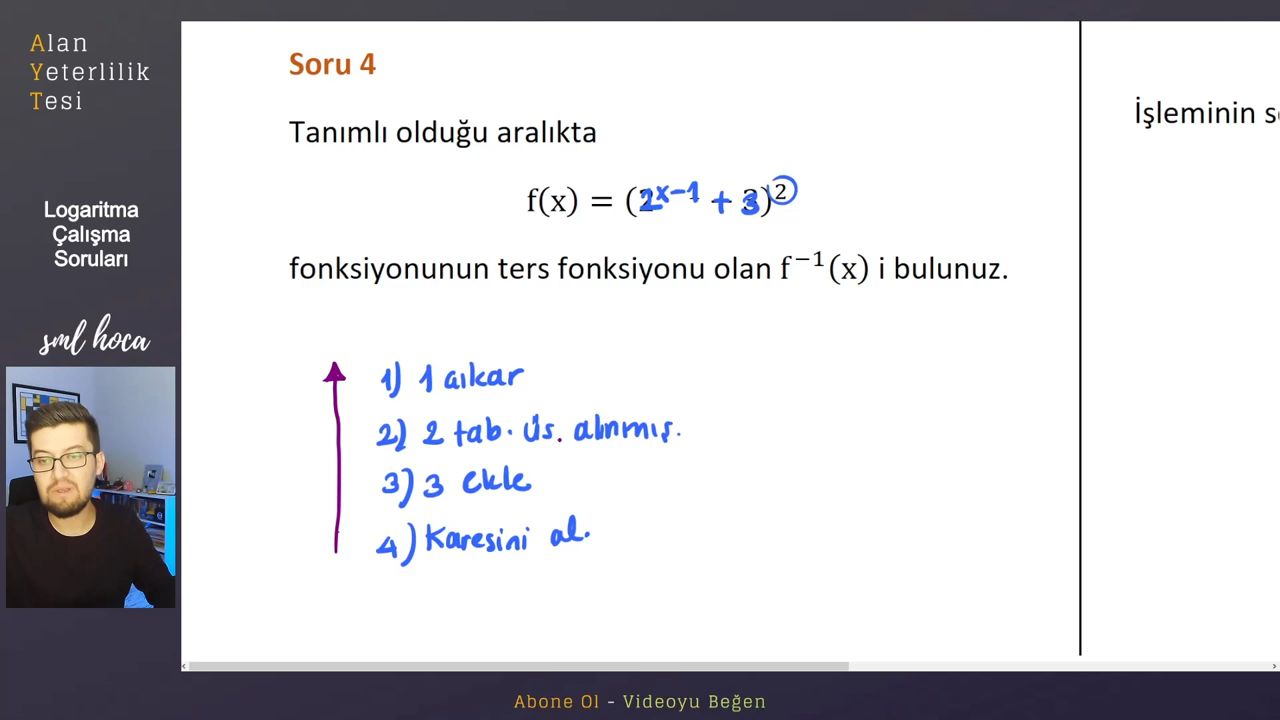 Alan
Yeterlilik
Tesi
Logaritma
Çalışma
Soruları
sml hoca
Soru 4
Tanımlı olduğu aralıkta
f(x) = (2^{x−1} + 3)^2
fonksiyonunun ters fonksiyonu olan f^{−1}(x) i bulunuz.
1) 1 aıkar
2) 2 tab. üs. alınmış.
3) 3 ekle
4) Karesini al.
İşleminin
Abone Ol - Videoyu Beğen